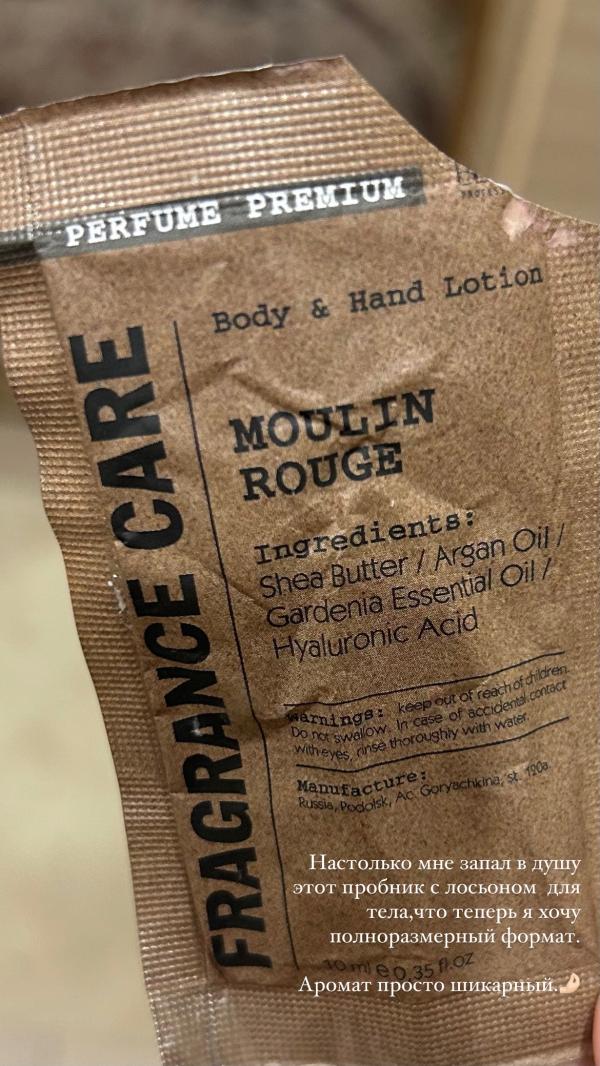 PERFUME PREMIUM
Body & Hand Lotion
FRAGRANCE CARE
MOULIN
ROUGE
Ingredients:
Shea Butter / Argan Oil /
Gardenia Essential Oil /
Hyaluronic Acid
Warnings: keep out of reach of children.
Do not swallow. In case of accidental contact
with eyes, rinse thoroughly with water.
Manufacture:
Russia, Podolsk, Ac. Goryachkina, st. 190a.
Настолько мне запал в душу
этот пробник с лосьоном для
тела,что теперь я хочу
полноразмерный формат.
10 ml e 0,35 fl.oz
Аромат просто шикарный.🤌🏻